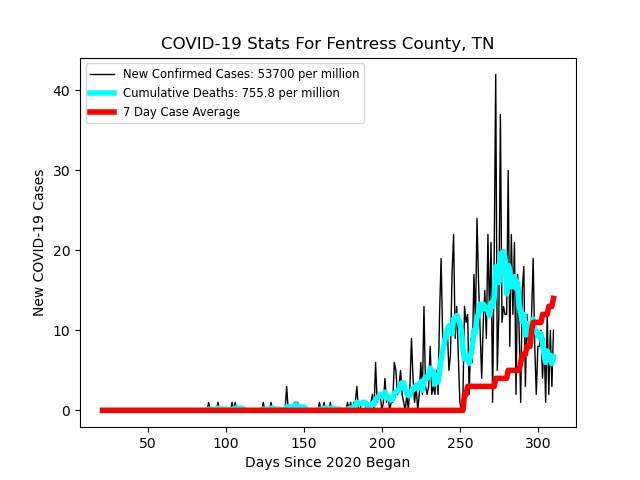 COVID-19 Stats For Fentress County, TN
New Confirmed Cases: 53700 per million
Cumulative Deaths: 755.8 per million
7 Day Case Average
New COVID-19 Cases
40
30
20
10
0
50 100 150 200 250 300
Days Since 2020 Began